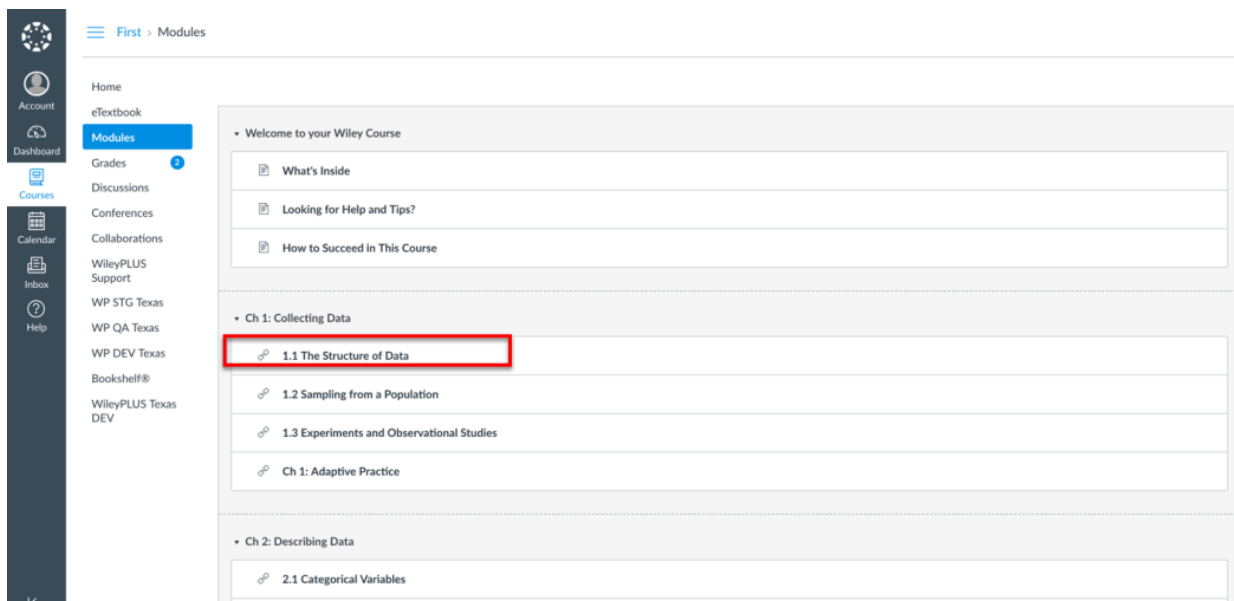 First › Modules
Account
Dashboard
Courses
Calendar
Inbox
Help
Home
eTextbook
Modules
Grades 2
Discussions
Conferences
Collaborations
WileyPLUS
Support
WP STG Texas
WP QA Texas
WP DEV Texas
Bookshelf®
WileyPLUS Texas
DEV
Welcome to your Wiley Course
What's Inside
Looking for Help and Tips?
How to Succeed in This Course
Ch 1: Collecting Data
1.1 The Structure of Data
1.2 Sampling from a Population
1.3 Experiments and Observational Studies
Ch 1: Adaptive Practice
Ch 2: Describing Data
2.1 Categorical Variables